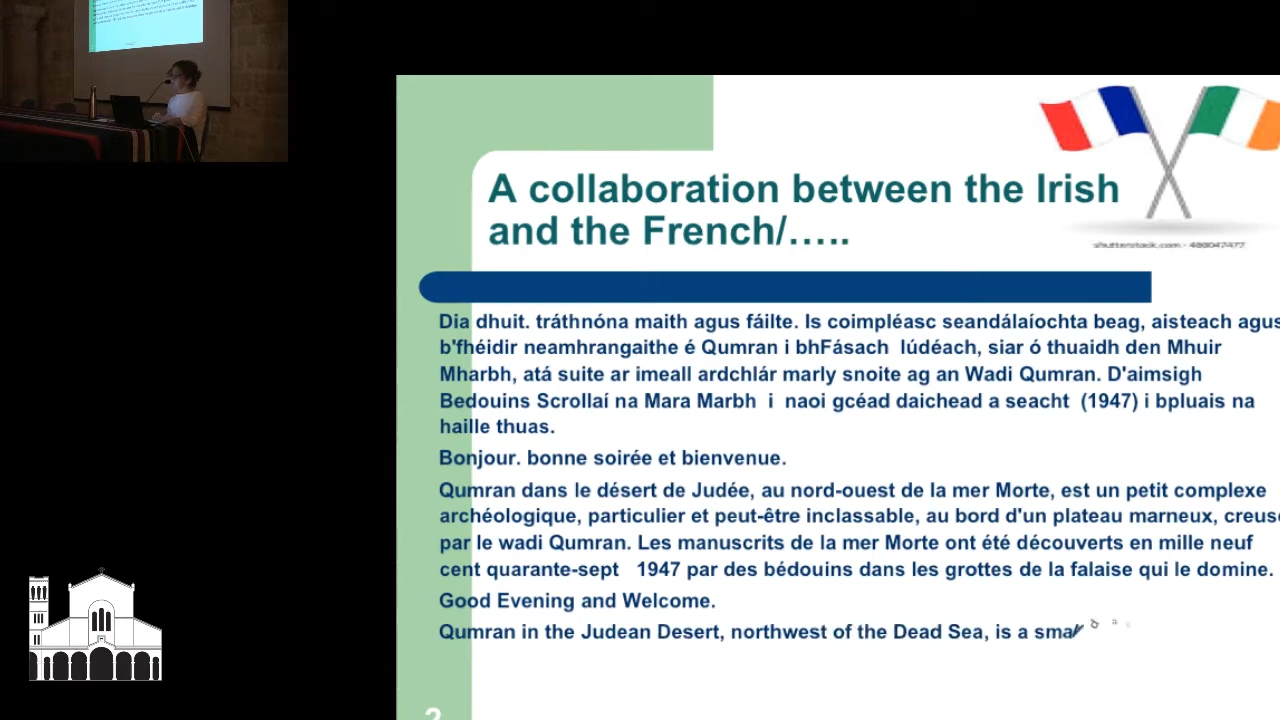 A collaboration between the Irish
and the French/…..
shutterstock.com · 486047477
Dia dhuit. tráthnóna maith agus fáilte. Is coimpléasc seandálaíochta beag, aisteach agus
b'fhéidir neamhrangaithe é Qumran i bhFásach lúdéach, siar ó thuaidh den Mhuir
Mharbh, atá suite ar imeall ardchlár marly snoite ag an Wadi Qumran. D'aimsigh
Bedouins Scrollaí na Mara Marbh i naoi gcéad daichead a seacht (1947) i bpluais na
haille thuas.
Bonjour. bonne soirée et bienvenue.
Qumran dans le désert de Judée, au nord-ouest de la mer Morte, est un petit complexe
archéologique, particulier et peut-être inclassable, au bord d'un plateau marneux, creusé
par le wadi Qumran. Les manuscrits de la mer Morte ont été découverts en mille neuf
cent quarante-sept 1947 par des bédouins dans les grottes de la falaise qui le domine.
Good Evening and Welcome.
Qumran in the Judean Desert, northwest of the Dead Sea, is a smal
2